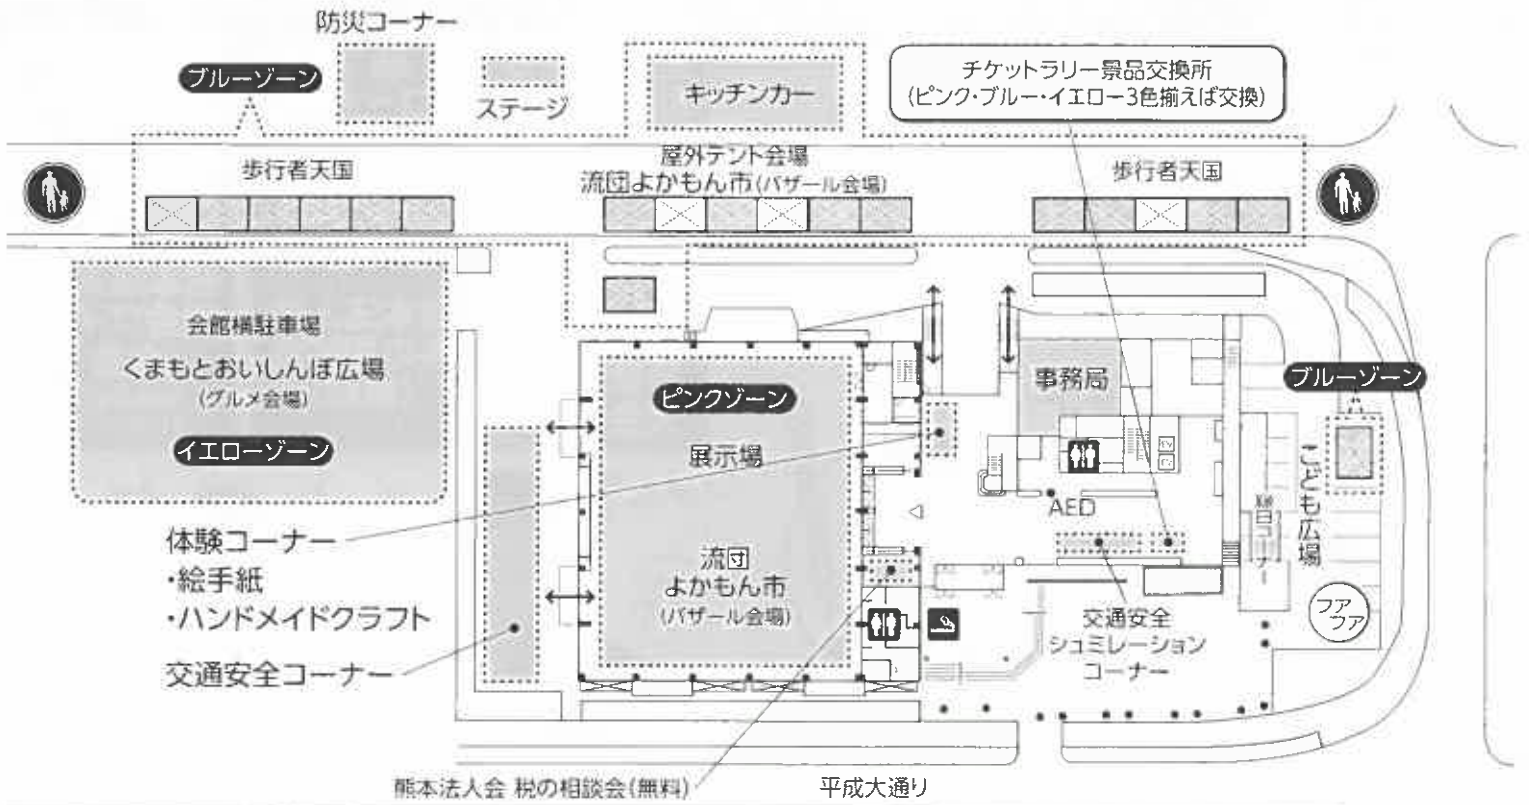 防災コーナー
ブルーゾーン
ステージ
キッチンカー
チケットラリー景品交換所
(ピンク・ブルー・イエロー3色揃えば交換)
歩行者天国
屋外テント会場
流団よかもん市(バザール会場)
歩行者天国
会館横駐車場
くまもとおいしんぼ広場
(グルメ会場)
イエローゾーン
ピンクゾーン
展示場
流団
よかもん市
(バザール会場)
事務局
ブルーゾーン
こども広場
縁日コーナー
AED
EV
EV
体験コーナー
・絵手紙
・ハンドメイドクラフト
交通安全コーナー
交通安全
シュミレーション
コーナー
フア
フア
熊本法人会 税の相談会(無料)
平成大通り